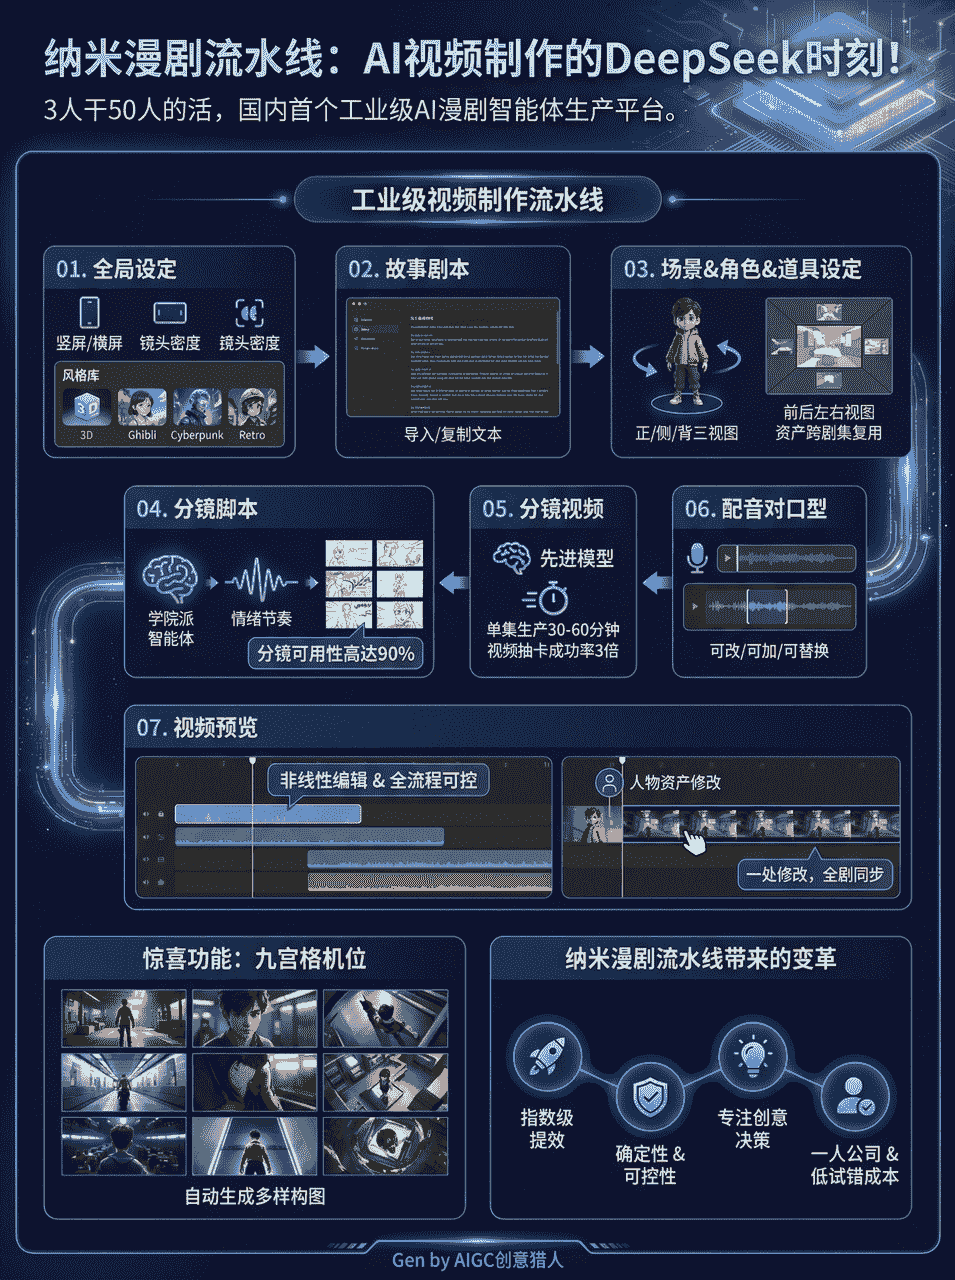 纳米漫剧流水线：AI视频制作的DeepSeek时刻！
3人干50人的活，国内首个工业级AI漫剧智能体生产平台。
工业级视频制作流水线
01. 全局设定
竖屏/横屏
镜头密度
鏡头密度
风格库
3D
3D
Ghibli
Cyberpunk
Retro
02. 故事剧本
导入/复制文本
03. 场景&角色&道具设定
正/侧/背三视图
前后左右视图
资产跨剧集复用
04. 分镜脚本
学院派
智能体
情绪节奏
分镜可用性高达90%
05. 分镜视频
先进模型
单集生产30-60分钟
视频抽卡成功率3倍
06. 配音对口型
可改/可加/可替换
07. 视频预览
非线性编辑 & 全流程可控
人物资产修改
一处修改，全剧同步
惊喜功能：九宫格机位
自动生成多样构图
纳米漫剧流水线带来的变革
指数级
提效
确定性 &
可控性
专注创意
决策
一人公司 &
低试错成本
Gen by AIGC创意猎人